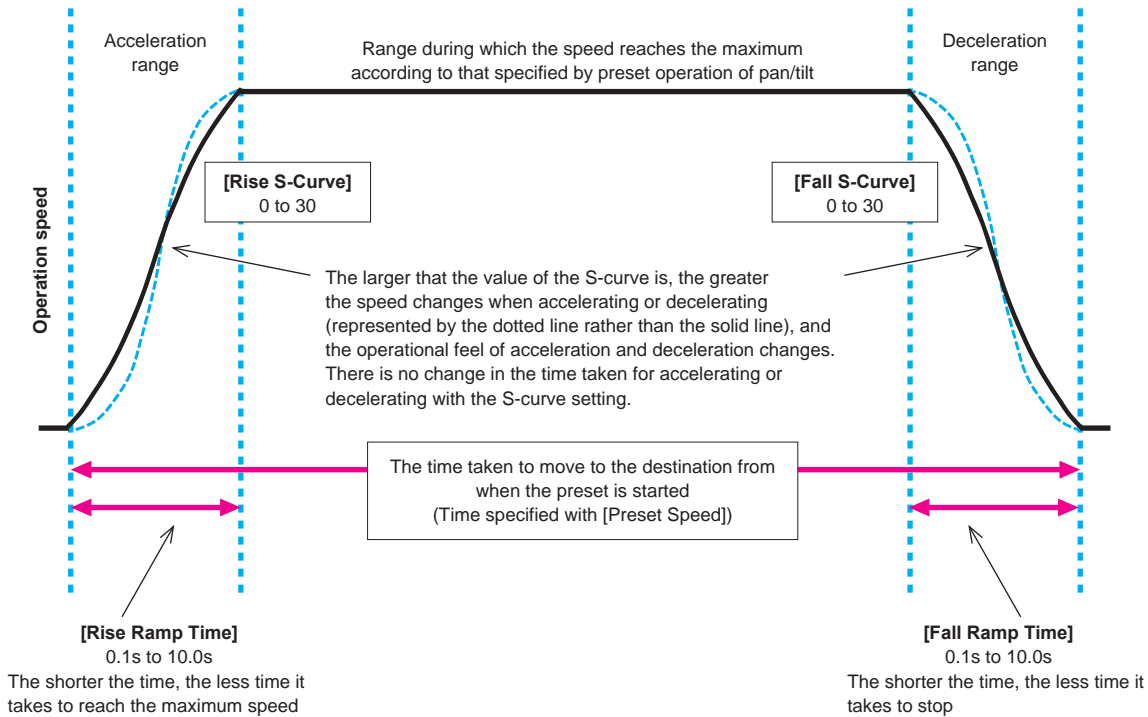 Acceleration
range
Range during which the speed reaches the maximum
according to that specified by preset operation of pan/tilt
Deceleration
range
Operation speed
[Rise S-Curve]
0 to 30
[Fall S-Curve]
0 to 30
The larger that the value of the S-curve is, the greater
the speed changes when accelerating or decelerating
(represented by the dotted line rather than the solid line), and
the operational feel of acceleration and deceleration changes.
There is no change in the time taken for accelerating or
decelerating with the S-curve setting.
The time taken to move to the destination from
when the preset is started
(Time specified with [Preset Speed])
[Rise Ramp Time]
0.1s to 10.0s
The shorter the time, the less time it
takes to reach the maximum speed
[Fall Ramp Time]
0.1s to 10.0s
The shorter the time, the less time it
takes to stop